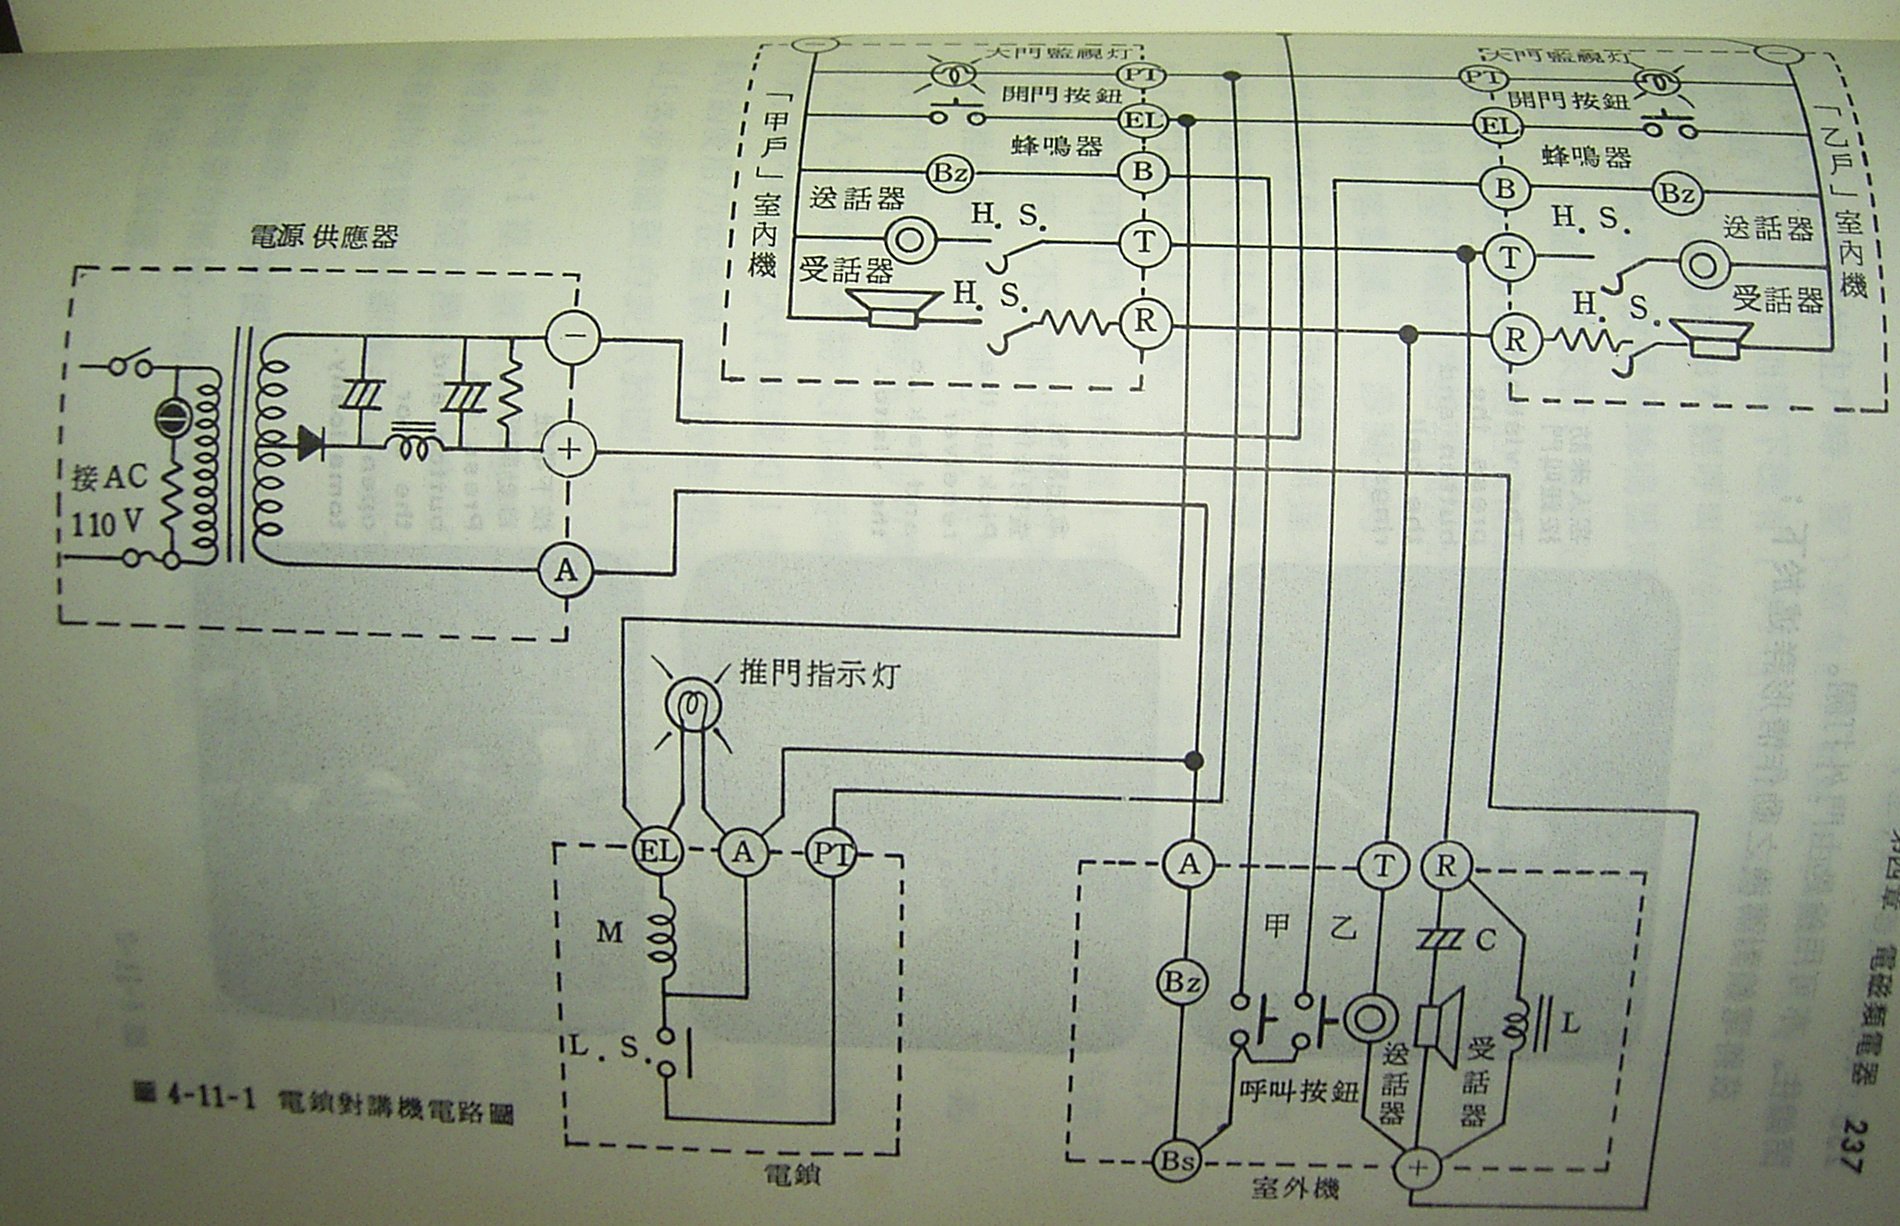 電源供應器
接AC
110V
−
+
A
大門監視灯
PT
開門按鈕
EL
蜂鳴器
Bz
B
送話器
H. S.
T
受話器
H. S.
R
「甲戶」室內機
−
大門監視灯
PT
開門按鈕
EL
蜂鳴器
B
Bz
H. S.
送話器
T
H. S.
受話器
R
「乙戶」室內機
−
推門指示灯
EL
A
PT
M
L. S.
電鎖
A
T
R
甲
乙
C
Bz
L
呼叫按鈕
送話器
受話器
Bs
+
室外機
圖 4-11-1 電鎖對講機電路圖
第四章 電磁類電器 237